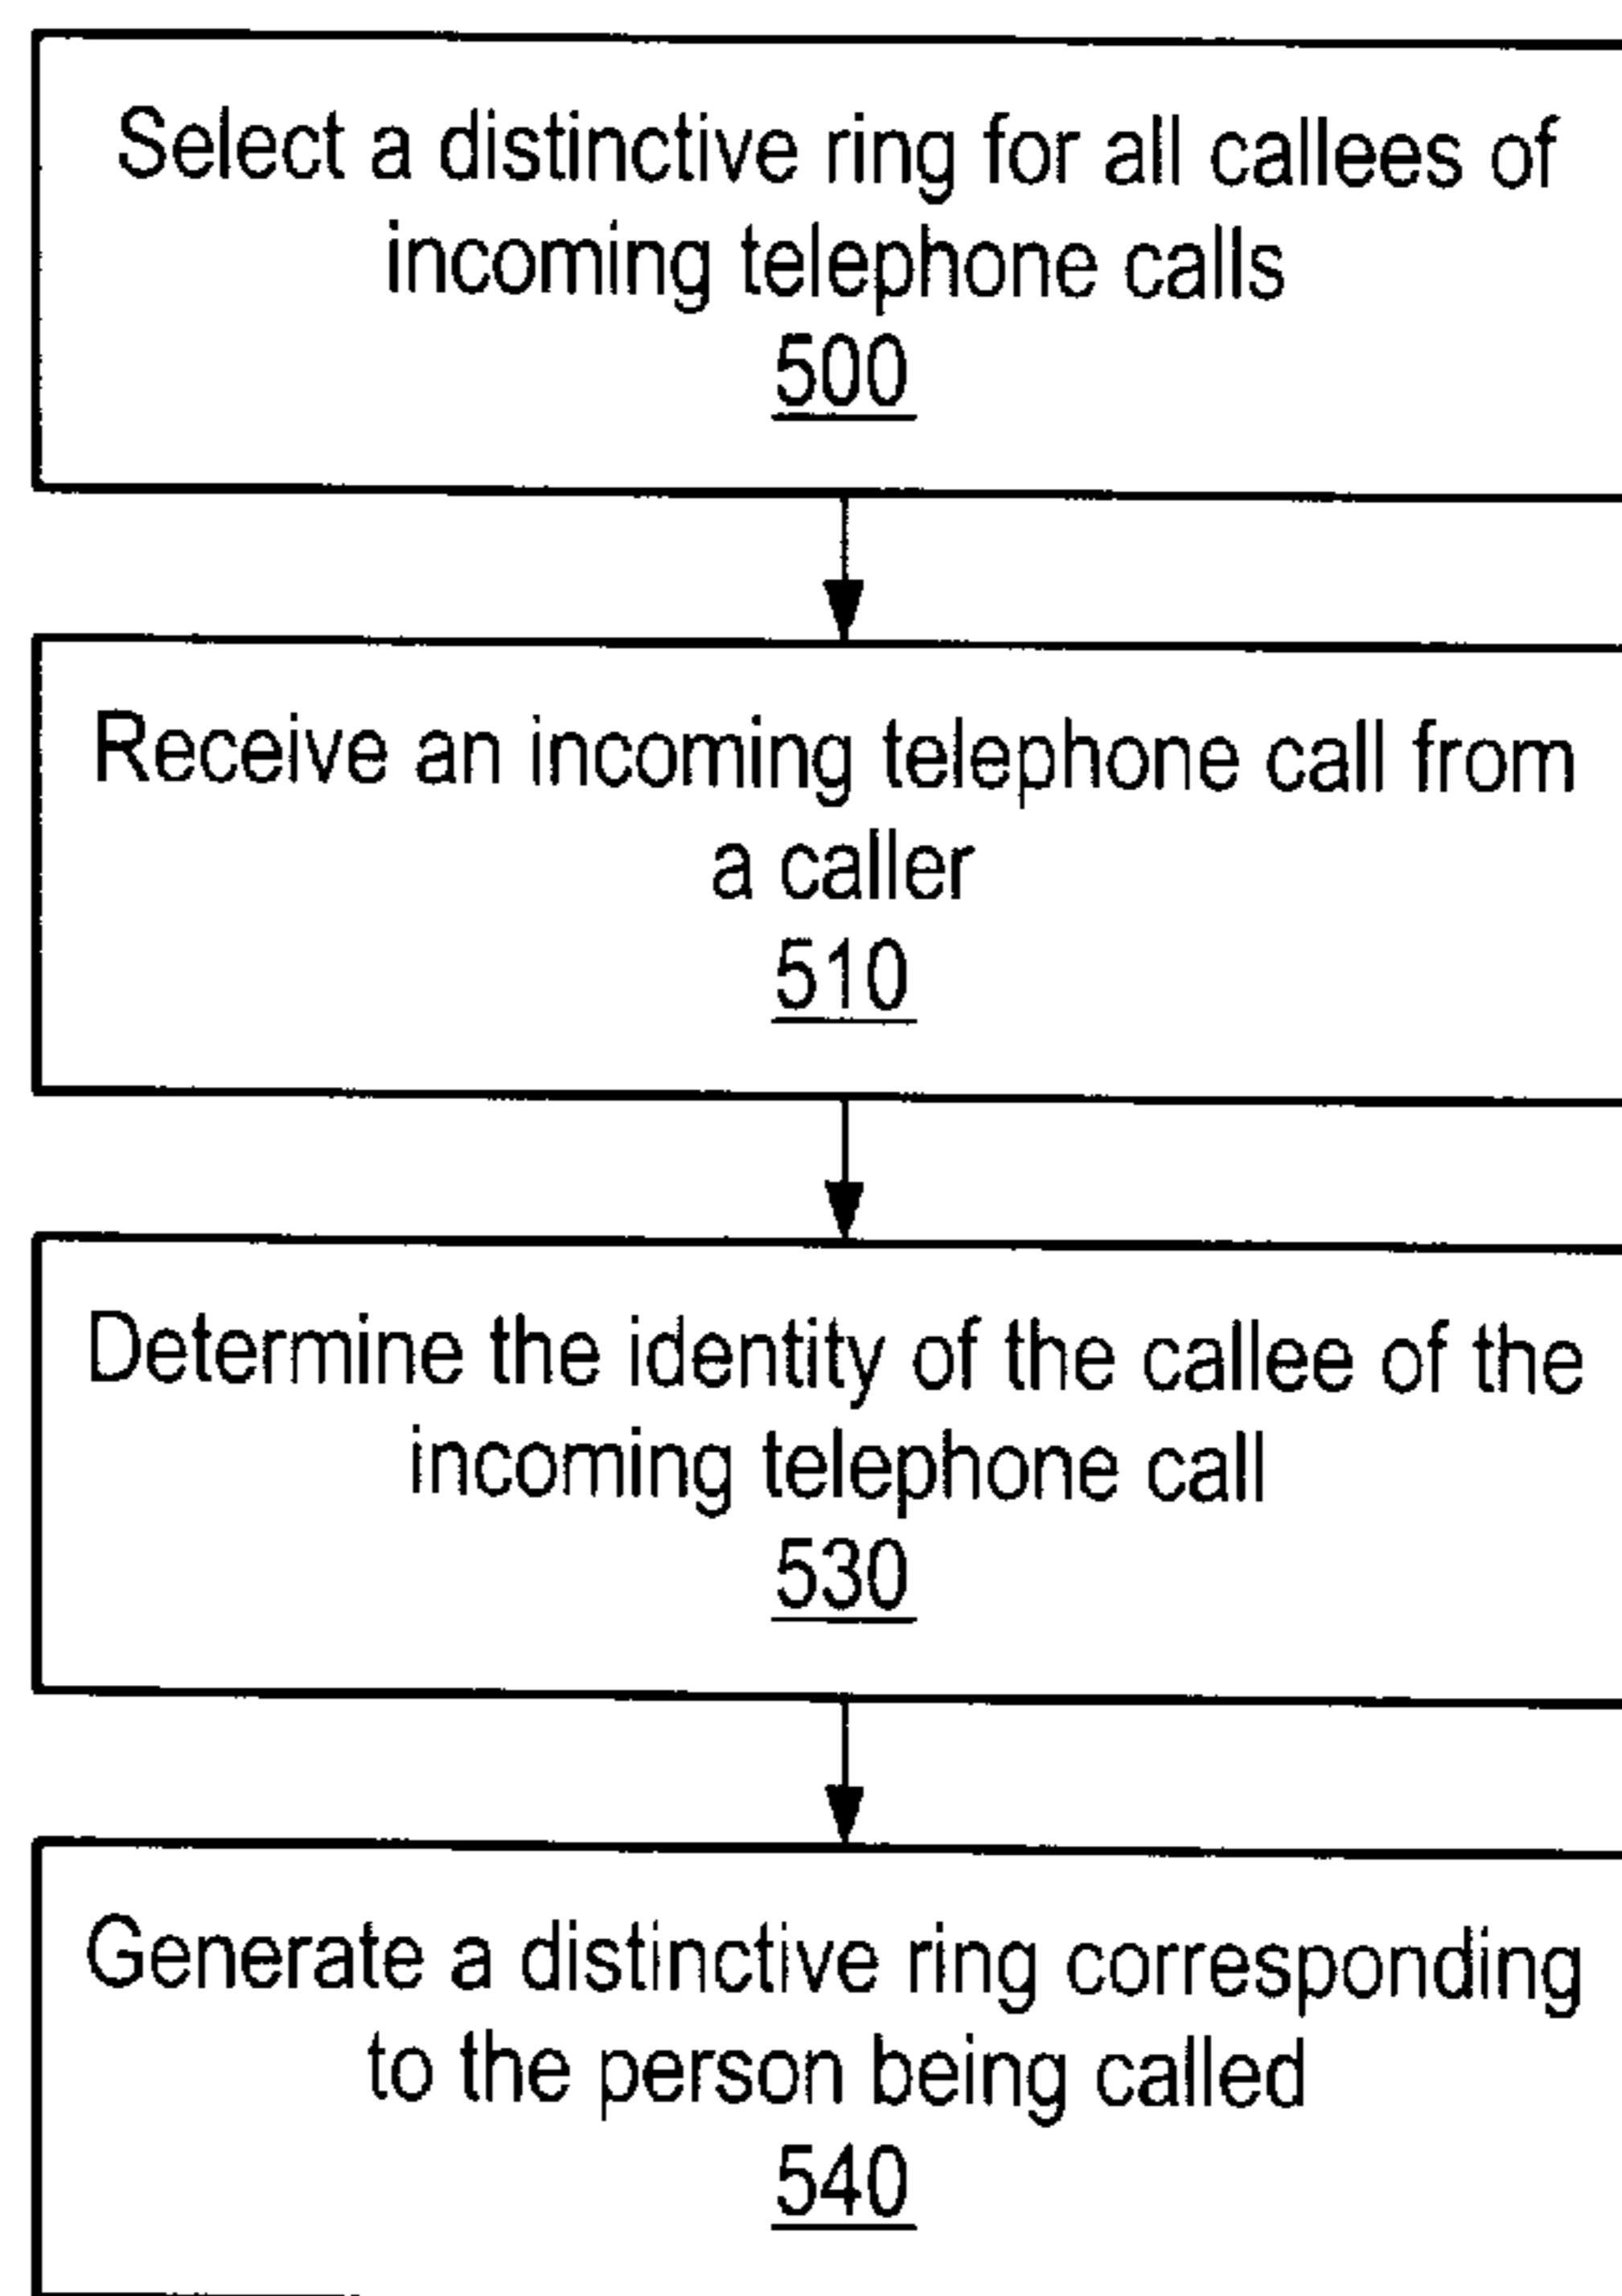 Select a distinctive ring for all callees of
incoming telephone calls
500
Receive an incoming telephone call from
a caller
510
Determine the identity of the callee of the
incoming telephone call
530
Generate a distinctive ring corresponding
to the person being called
540